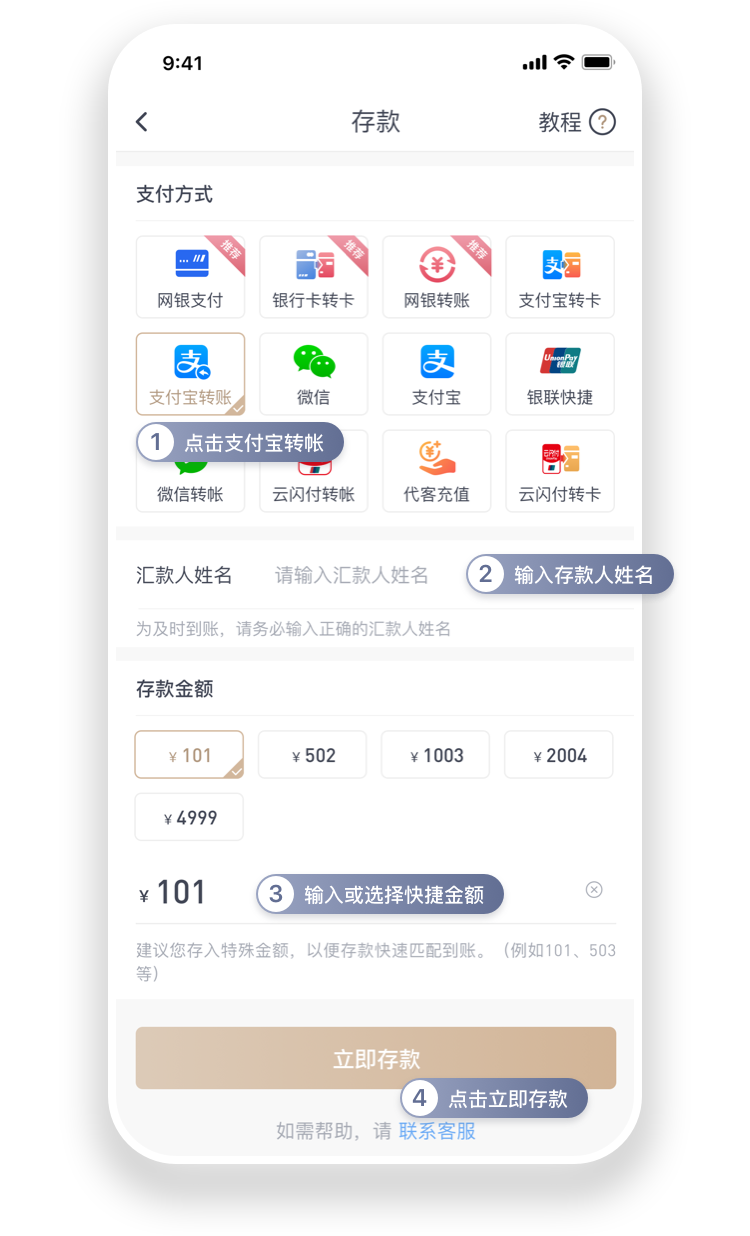 9:41
存款
教程 ?
支付方式
推荐 推荐 推荐
网银支付 银行卡转卡 网银转账 支付宝转卡
支付宝转账 微信 支付宝 银联快捷
UnionPay
银联
1 点击支付宝转帐
微信转帐 云闪付转帐 代客充值 云闪付转卡
汇款人姓名 请输入汇款人姓名 2 输入存款人姓名
为及时到账，请务必输入正确的汇款人姓名
存款金额
¥ 101 ¥ 502 ¥ 1003 ¥ 2004
¥ 4999
¥ 101 3 输入或选择快捷金额
建议您存入特殊金额，以便存款快速匹配到账。（例如101、503
等）
立即存款
4 点击立即存款
如需帮助，请 联系客服